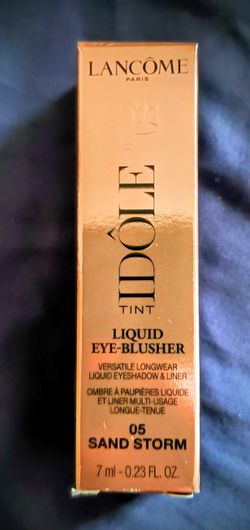 LANCÔME
PARIS
IDÔLE
TINT
LIQUID
EYE-BLUSHER
VERSATILE LONGWEAR
LIQUID EYESHADOW & LINER
OMBRE À PAUPIÈRES LIQUIDE
ET LINER MULTI-USAGE
LONGUE-TENUE
05
SAND STORM
7 ml - 0.23 FL. OZ.